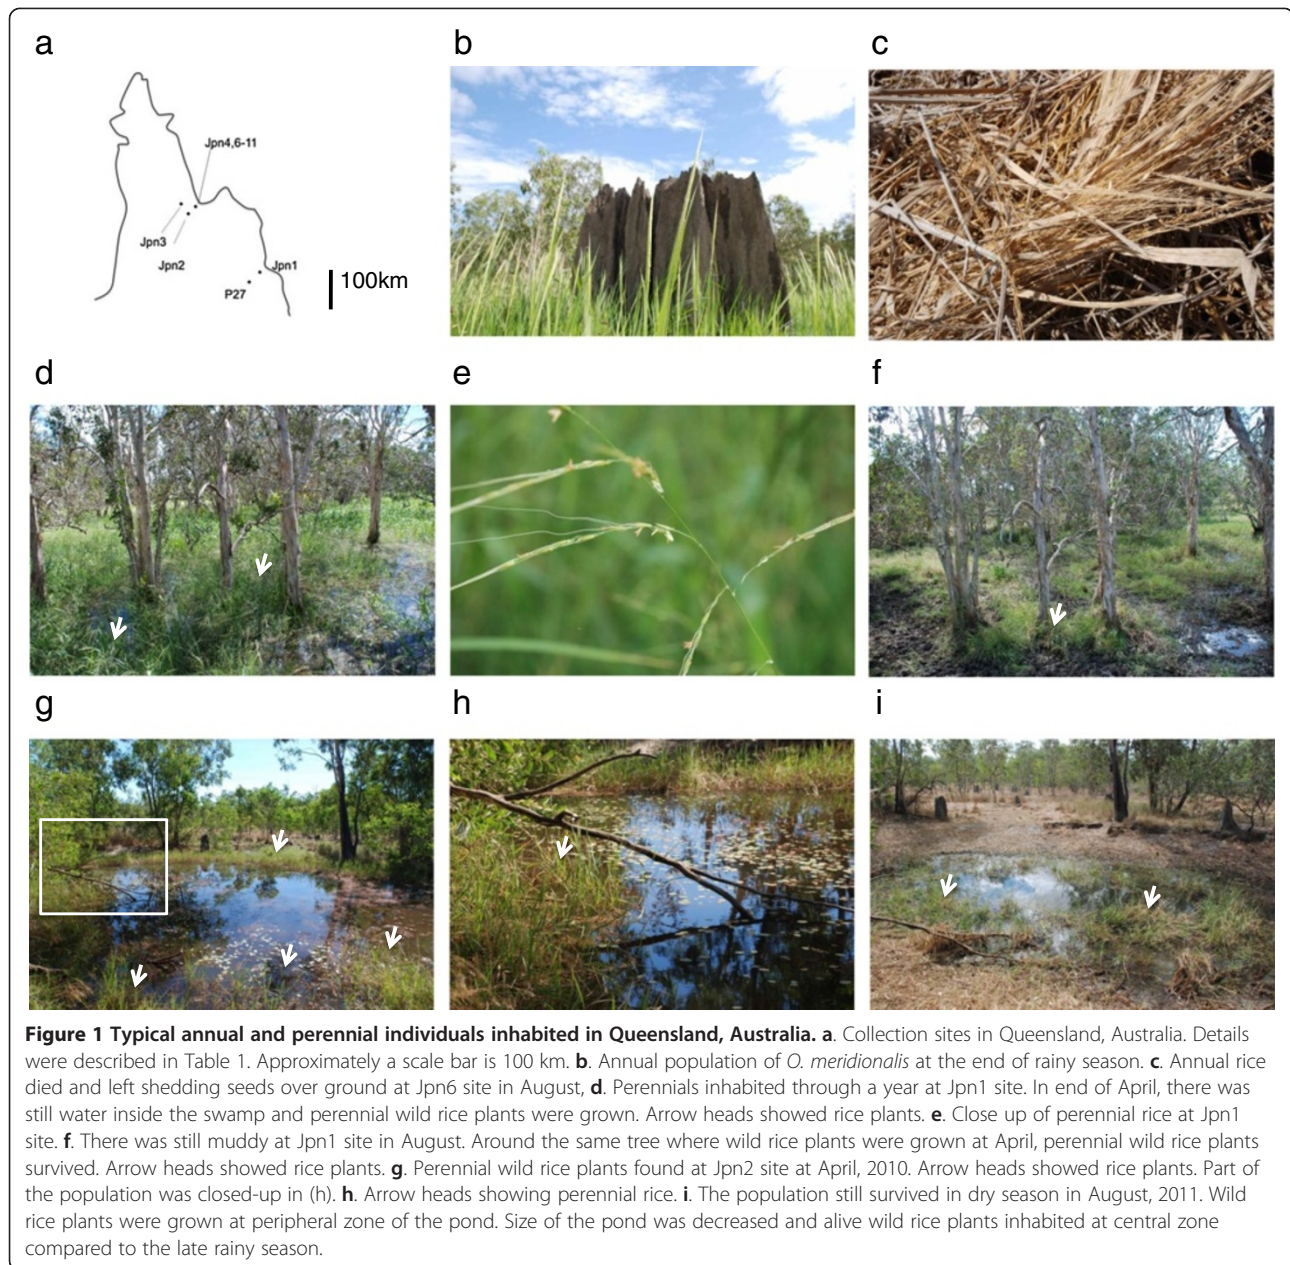 a
b
c
Jpn4,6-11
Jpn3
Jpn2
Jpn1
P27
100km
d
e
f
g
h
i
Figure 1 Typical annual and perennial individuals inhabited in Queensland, Australia. a. Collection sites in Queensland, Australia. Details
were described in Table 1. Approximately a scale bar is 100 km. b. Annual population of O. meridionalis at the end of rainy season. c. Annual rice
died and left shedding seeds over ground at Jpn6 site in August, d. Perennials inhabited through a year at Jpn1 site. In end of April, there was
still water inside the swamp and perennial wild rice plants were grown. Arrow heads showed rice plants. e. Close up of perennial rice at Jpn1
site. f. There was still muddy at Jpn1 site in August. Around the same tree where wild rice plants were grown at April, perennial wild rice plants
survived. Arrow heads showed rice plants. g. Perennial wild rice plants found at Jpn2 site at April, 2010. Arrow heads showed rice plants. Part of
the population was closed-up in (h). h. Arrow heads showing perennial rice. i. The population still survived in dry season in August, 2011. Wild
rice plants were grown at peripheral zone of the pond. Size of the pond was decreased and alive wild rice plants inhabited at central zone
compared to the late rainy season.